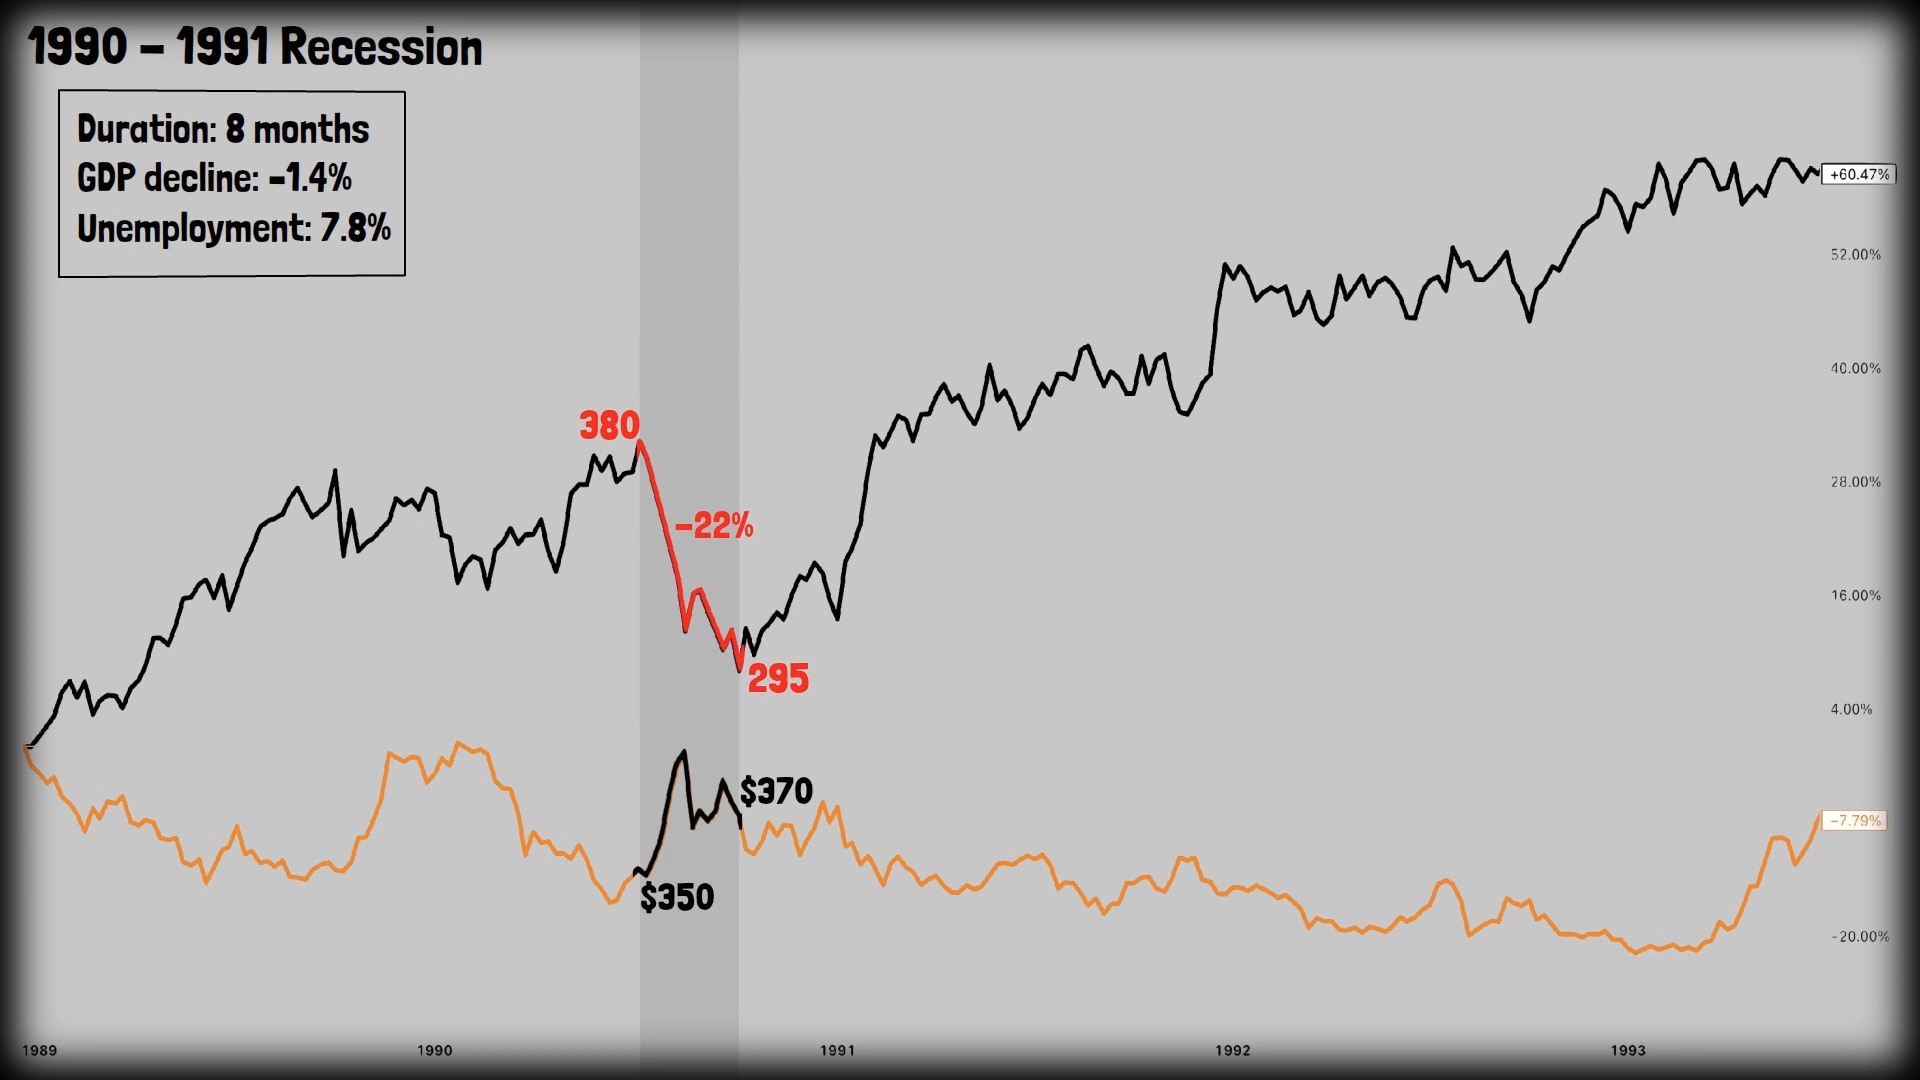 1990 – 1991 Recession
Duration: 8 months
GDP decline: -1.4%
Unemployment: 7.8%
+60.47%
52.00%
40.00%
380
28.00%
-22%
16.00%
295
4.00%
$370
−7.79%
$350
−20.00%
1989 1990 1991 1992 1993